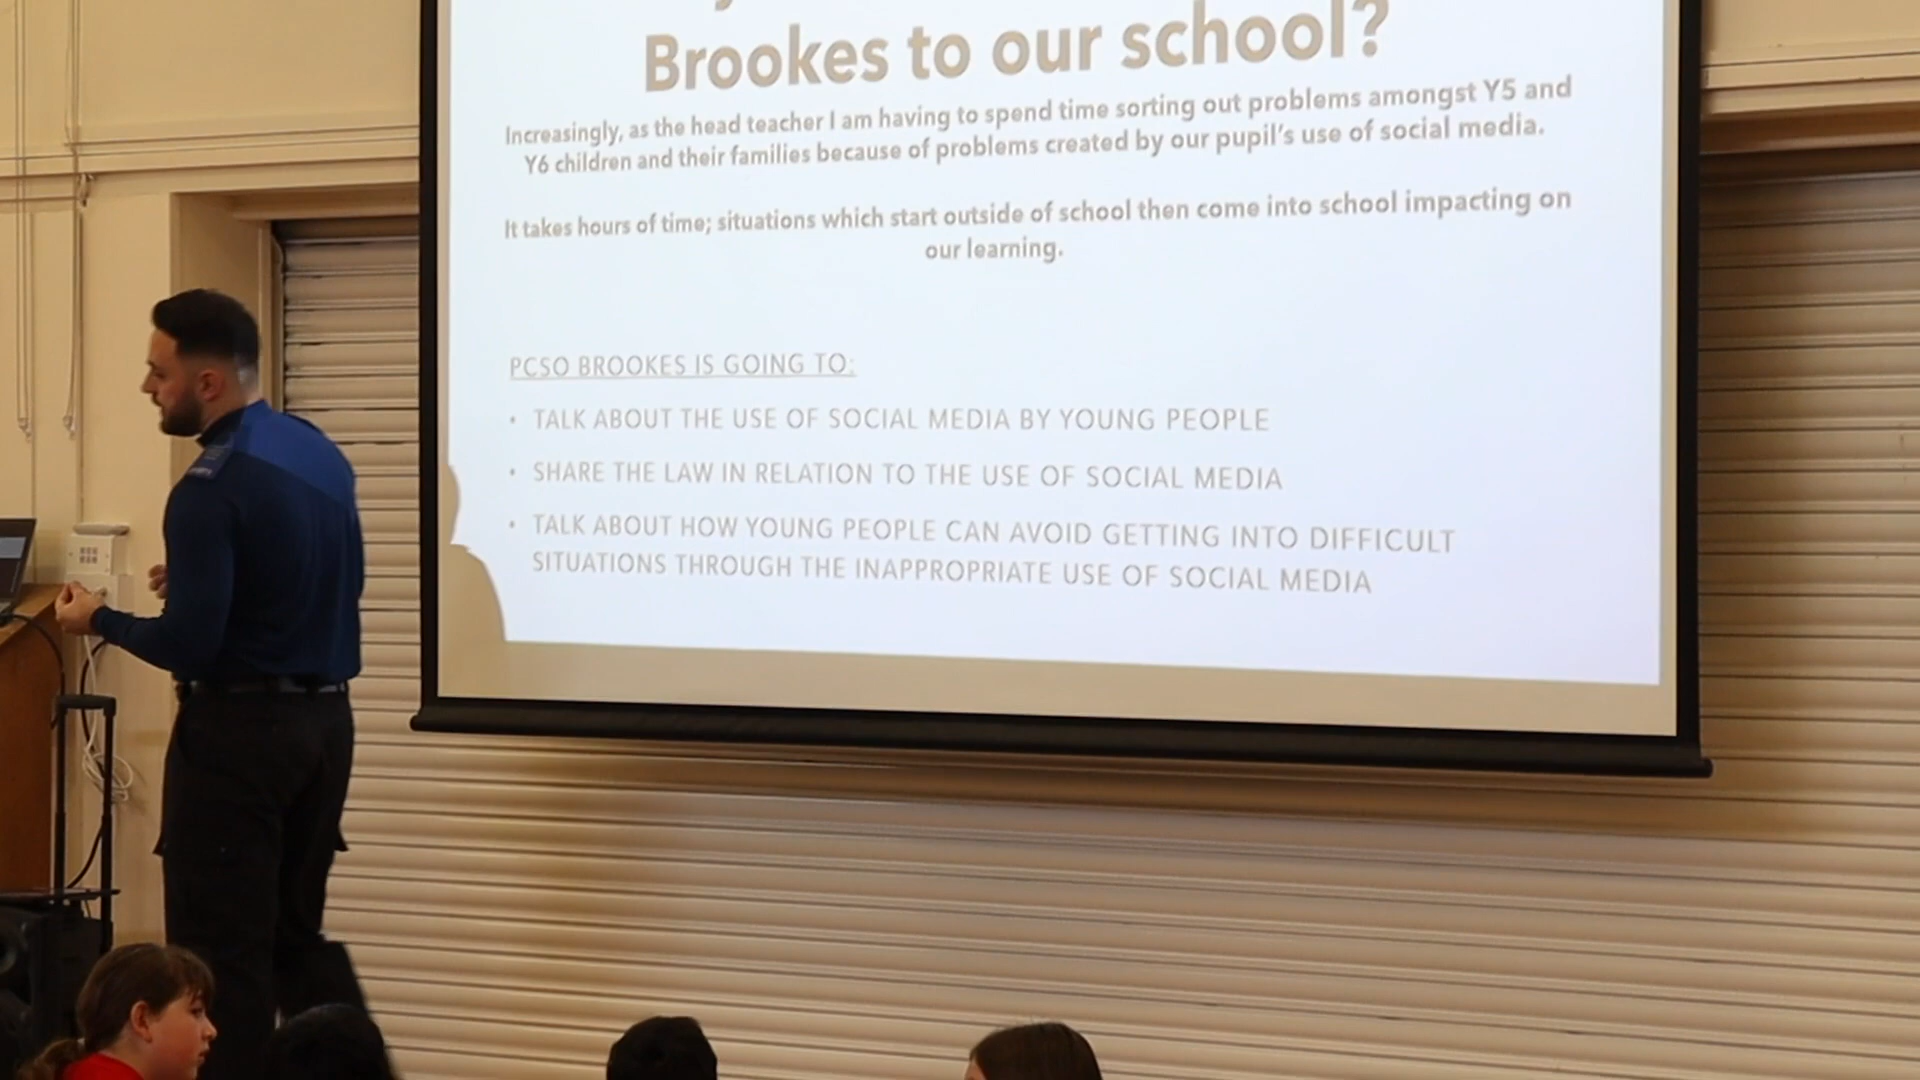 Brookes to our school?
Increasingly, as the head teacher I am having to spend time sorting out problems amongst Y5 and
Y6 children and their families because of problems created by our pupil's use of social media.
It takes hours of time; situations which start outside of school then come into school impacting on
our learning.
PCSO BROOKES IS GOING TO:
• TALK ABOUT THE USE OF SOCIAL MEDIA BY YOUNG PEOPLE
• SHARE THE LAW IN RELATION TO THE USE OF SOCIAL MEDIA
• TALK ABOUT HOW YOUNG PEOPLE CAN AVOID GETTING INTO DIFFICULT
SITUATIONS THROUGH THE INAPPROPRIATE USE OF SOCIAL MEDIA